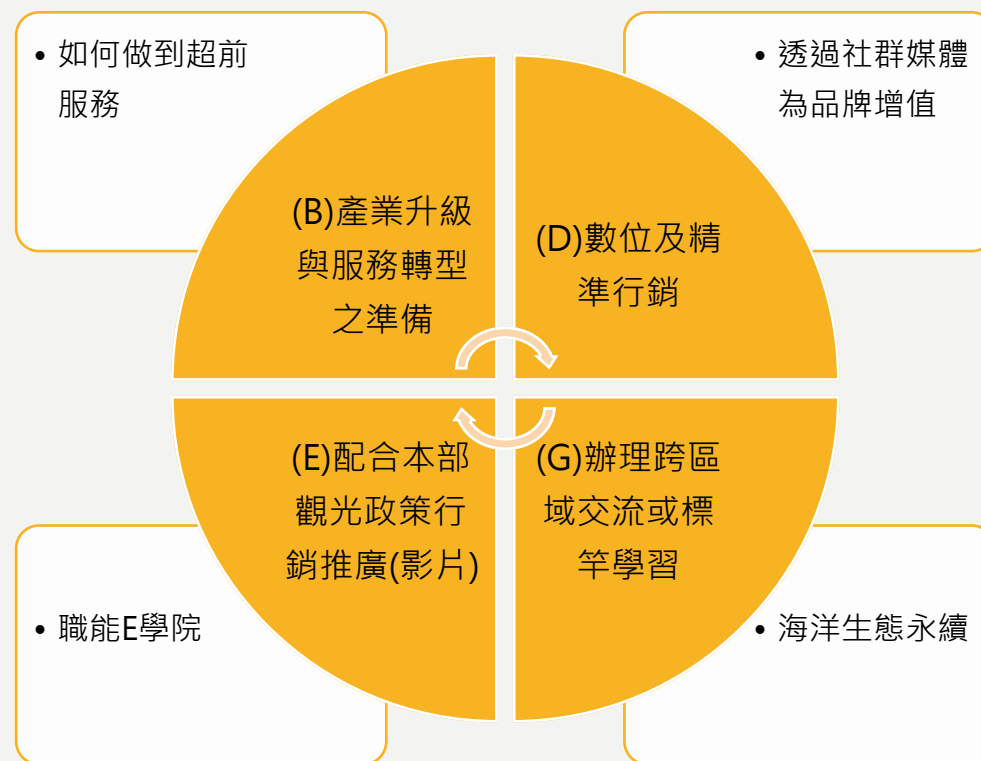 • 如何做到超前
服務
• 透過社群媒體
為品牌增值
(B)產業升級
與服務轉型
之準備
(D)數位及精
準行銷
(E)配合本部
觀光政策行
銷推廣(影片)
(G)辦理跨區
域交流或標
竿學習
• 職能E學院
• 海洋生態永續